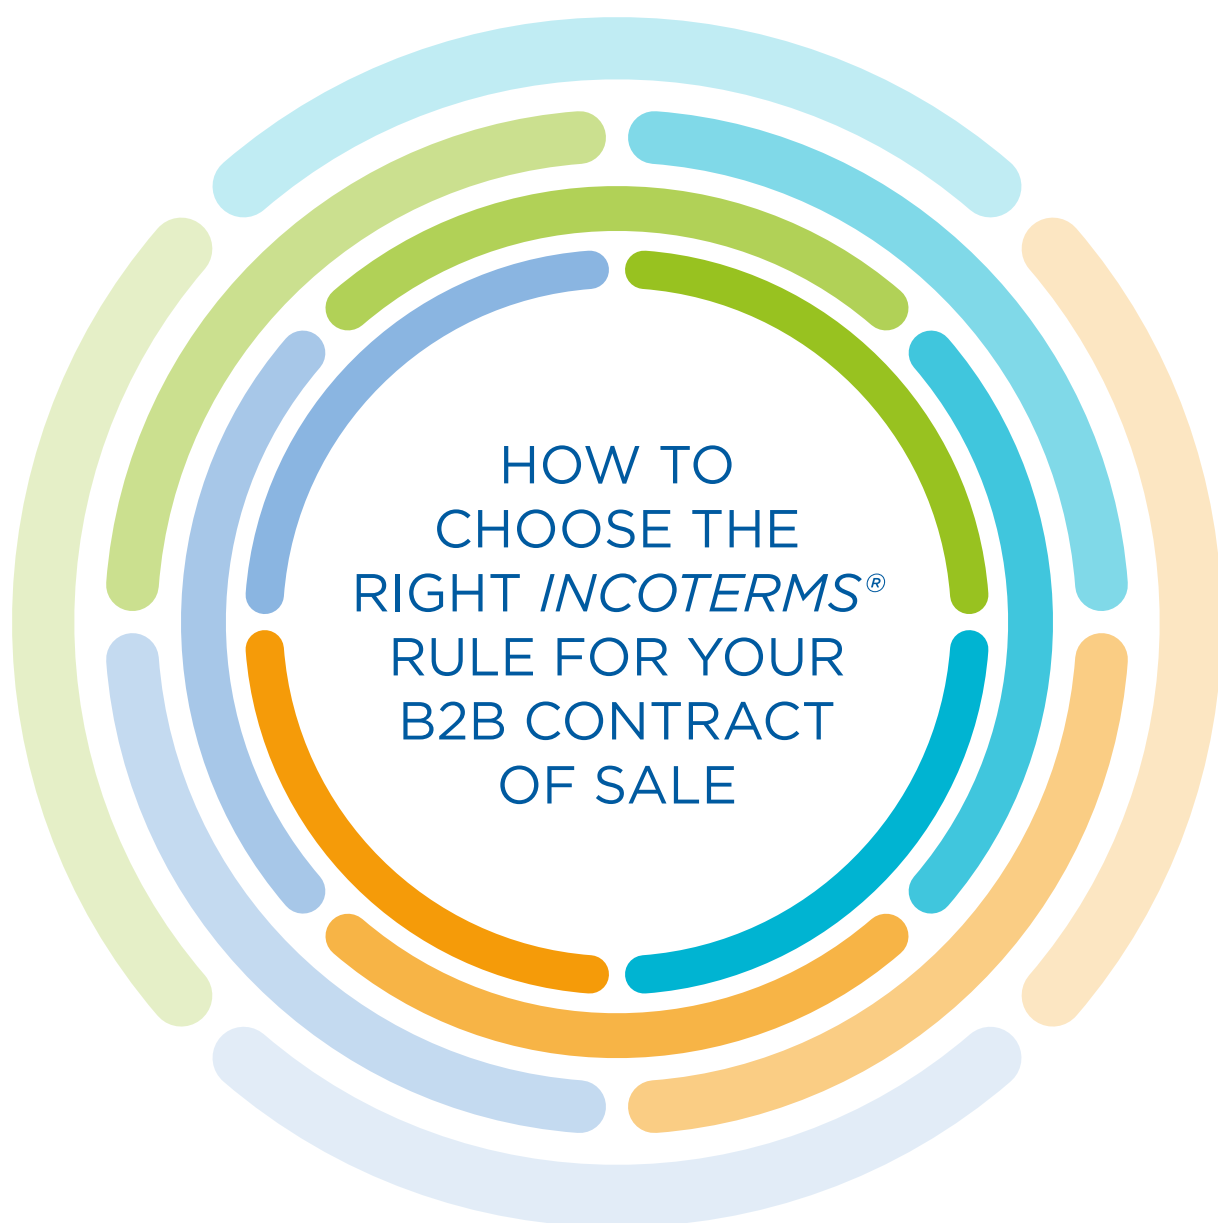 HOW TO
CHOOSE THE
RIGHT INCOTERMS®
RULE FOR YOUR
B2B CONTRACT
OF SALE